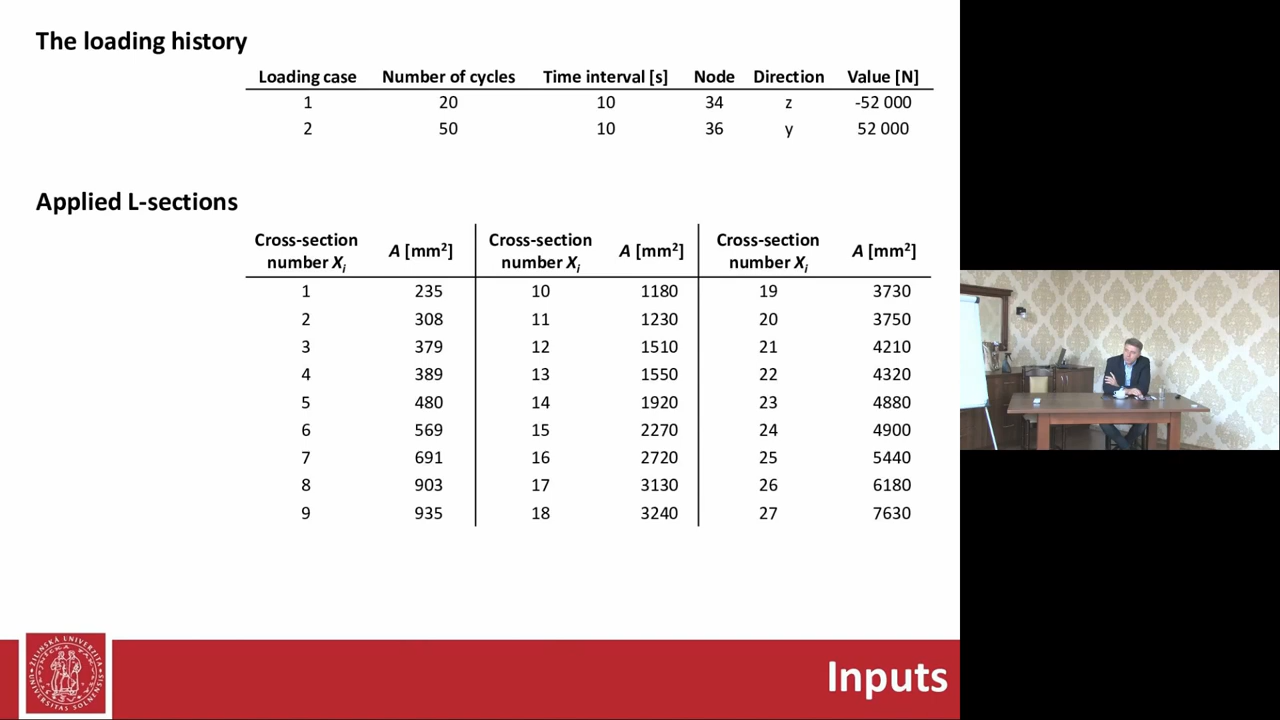 The loading history
Loading case Number of cycles Time interval [s] Node Direction Value [N]
1 20 10 34 z -52 000
2 50 10 36 y 52 000
Applied L-sections
Cross-section number Xi A [mm²] Cross-section number Xi A [mm²] Cross-section number Xi A [mm²]
1 235 10 1180 19 3730
2 308 11 1230 20 3750
3 379 12 1510 21 4210
4 389 13 1550 22 4320
5 480 14 1920 23 4880
6 569 15 2270 24 4900
7 691 16 2720 25 5440
8 903 17 3130 26 6180
9 935 18 3240 27 7630
ŽILINSKÁ UNIVERZITA
UNIVERSITAS SOLNENSIS
Inputs